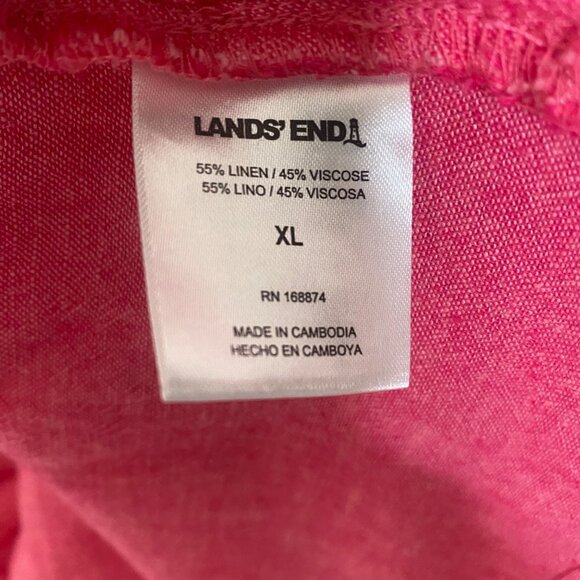 LANDS' END
55% LINEN / 45% VISCOSE
55% LINO / 45% VISCOSA
XL
RN 168874
MADE IN CAMBODIA
HECHO EN CAMBOYA